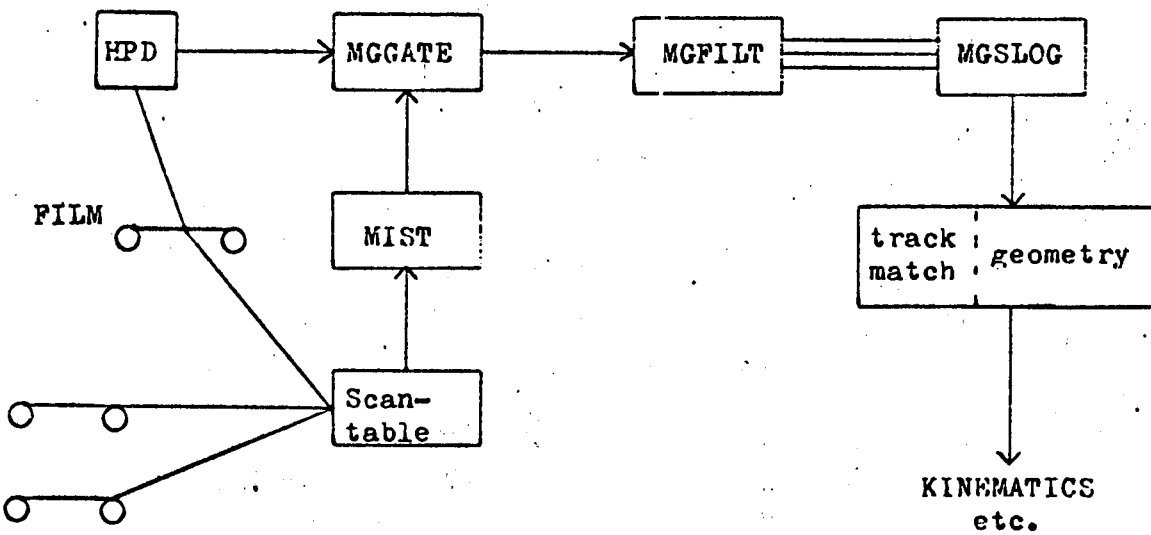 HPD
MGGATE
MGFILT
MGSLOG
FILM
MIST
track
match
geometry
Scan-
table
KINEMATICS
etc.